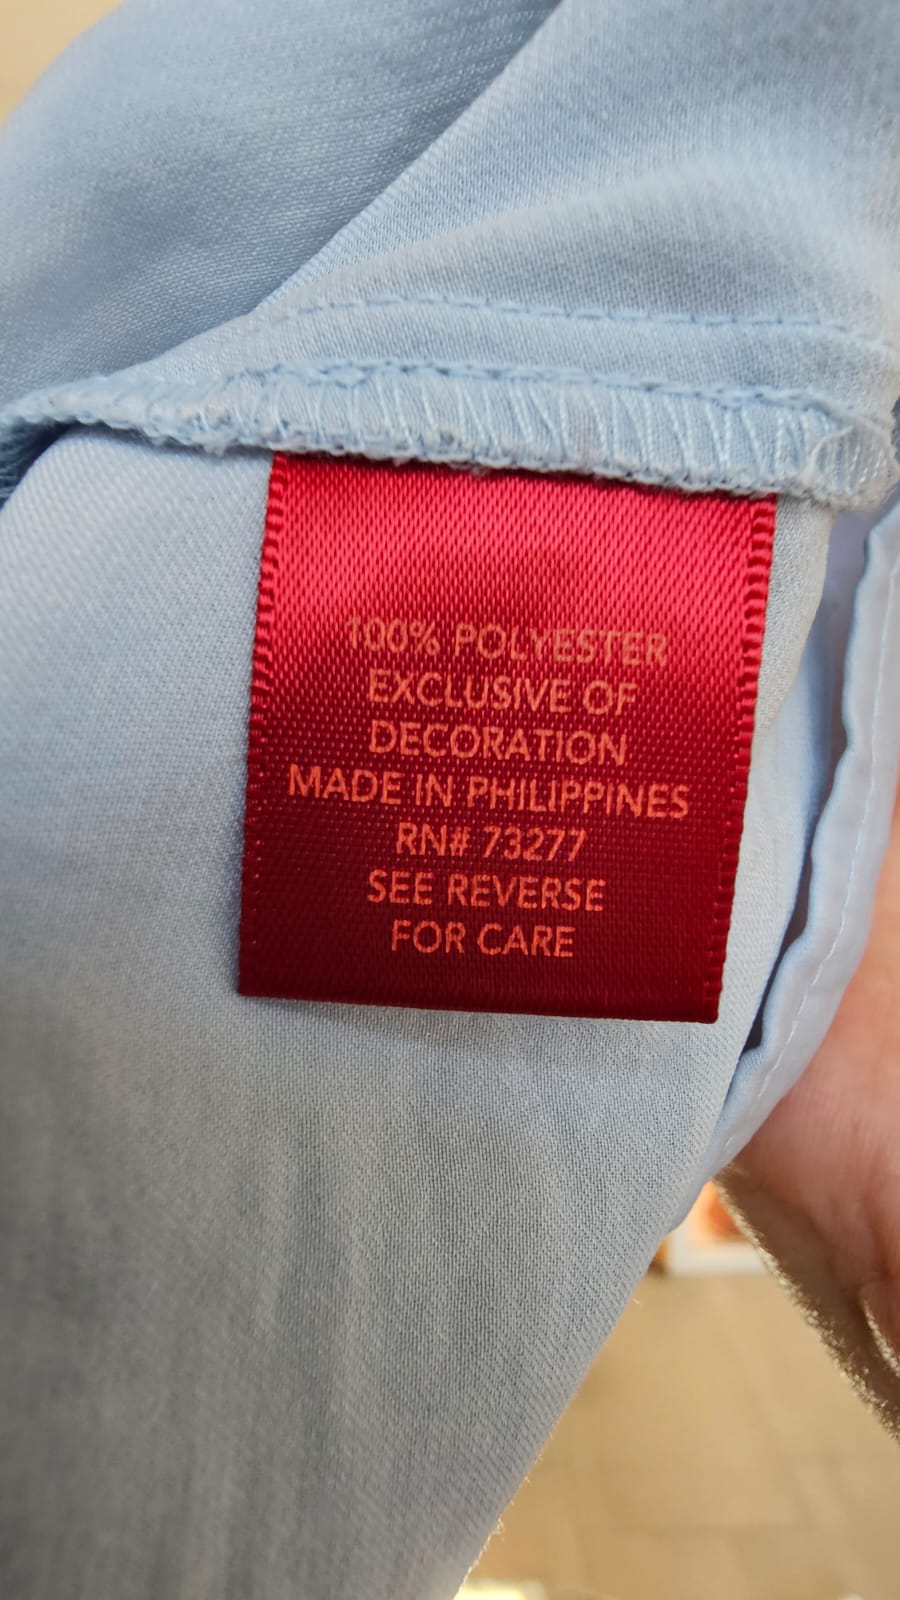 100% POLYESTER
EXCLUSIVE OF
DECORATION
MADE IN PHILIPPINES
RN# 73277
SEE REVERSE
FOR CARE